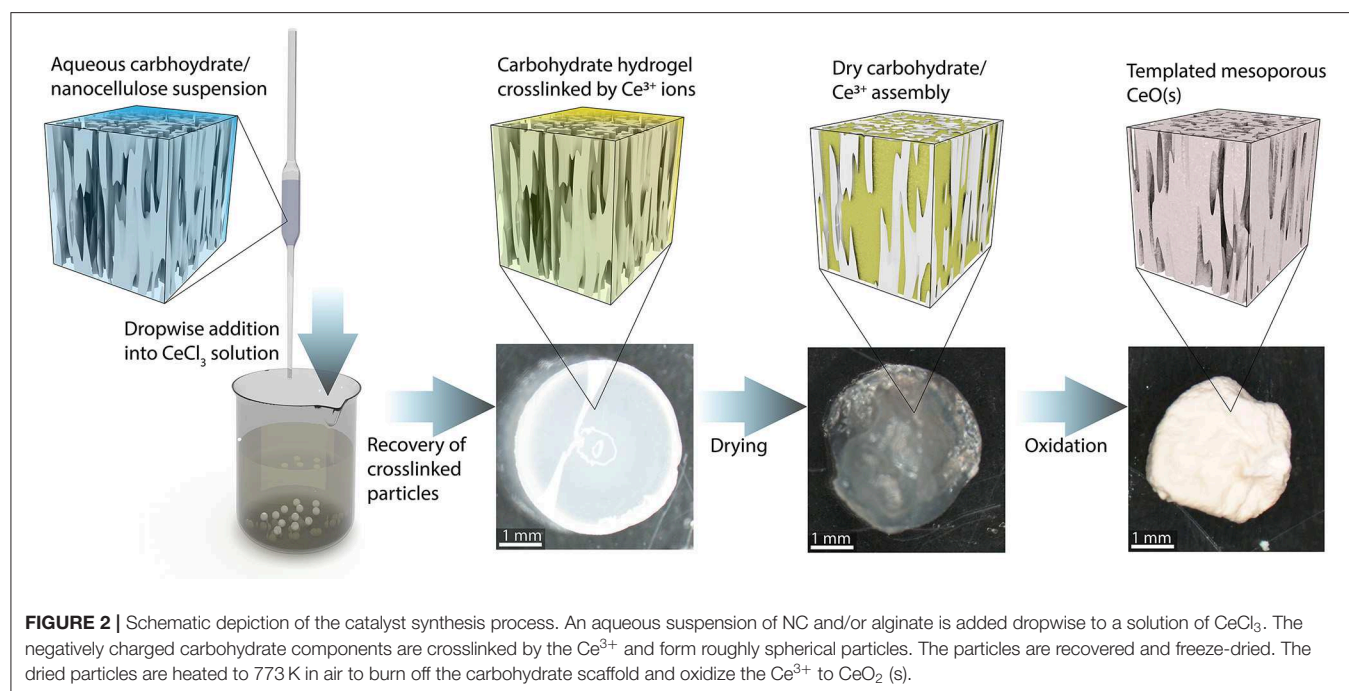 Aqueous carbhoydrate/
nanocellulose suspension
Carbohydrate hydrogel
crosslinked by Ce³⁺ ions
Dry carbohydrate/
Ce³⁺ assembly
Templated mesoporous
CeO(s)
Dropwise addition
into CeCl₃ solution
Recovery of
crosslinked
particles
Drying
Oxidation
1 mm
1 mm
1 mm
FIGURE 2 | Schematic depiction of the catalyst synthesis process. An aqueous suspension of NC and/or alginate is added dropwise to a solution of CeCl₃. The
negatively charged carbohydrate components are crosslinked by the Ce³⁺ and form roughly spherical particles. The particles are recovered and freeze-dried. The
dried particles are heated to 773 K in air to burn off the carbohydrate scaffold and oxidize the Ce³⁺ to CeO₂ (s).